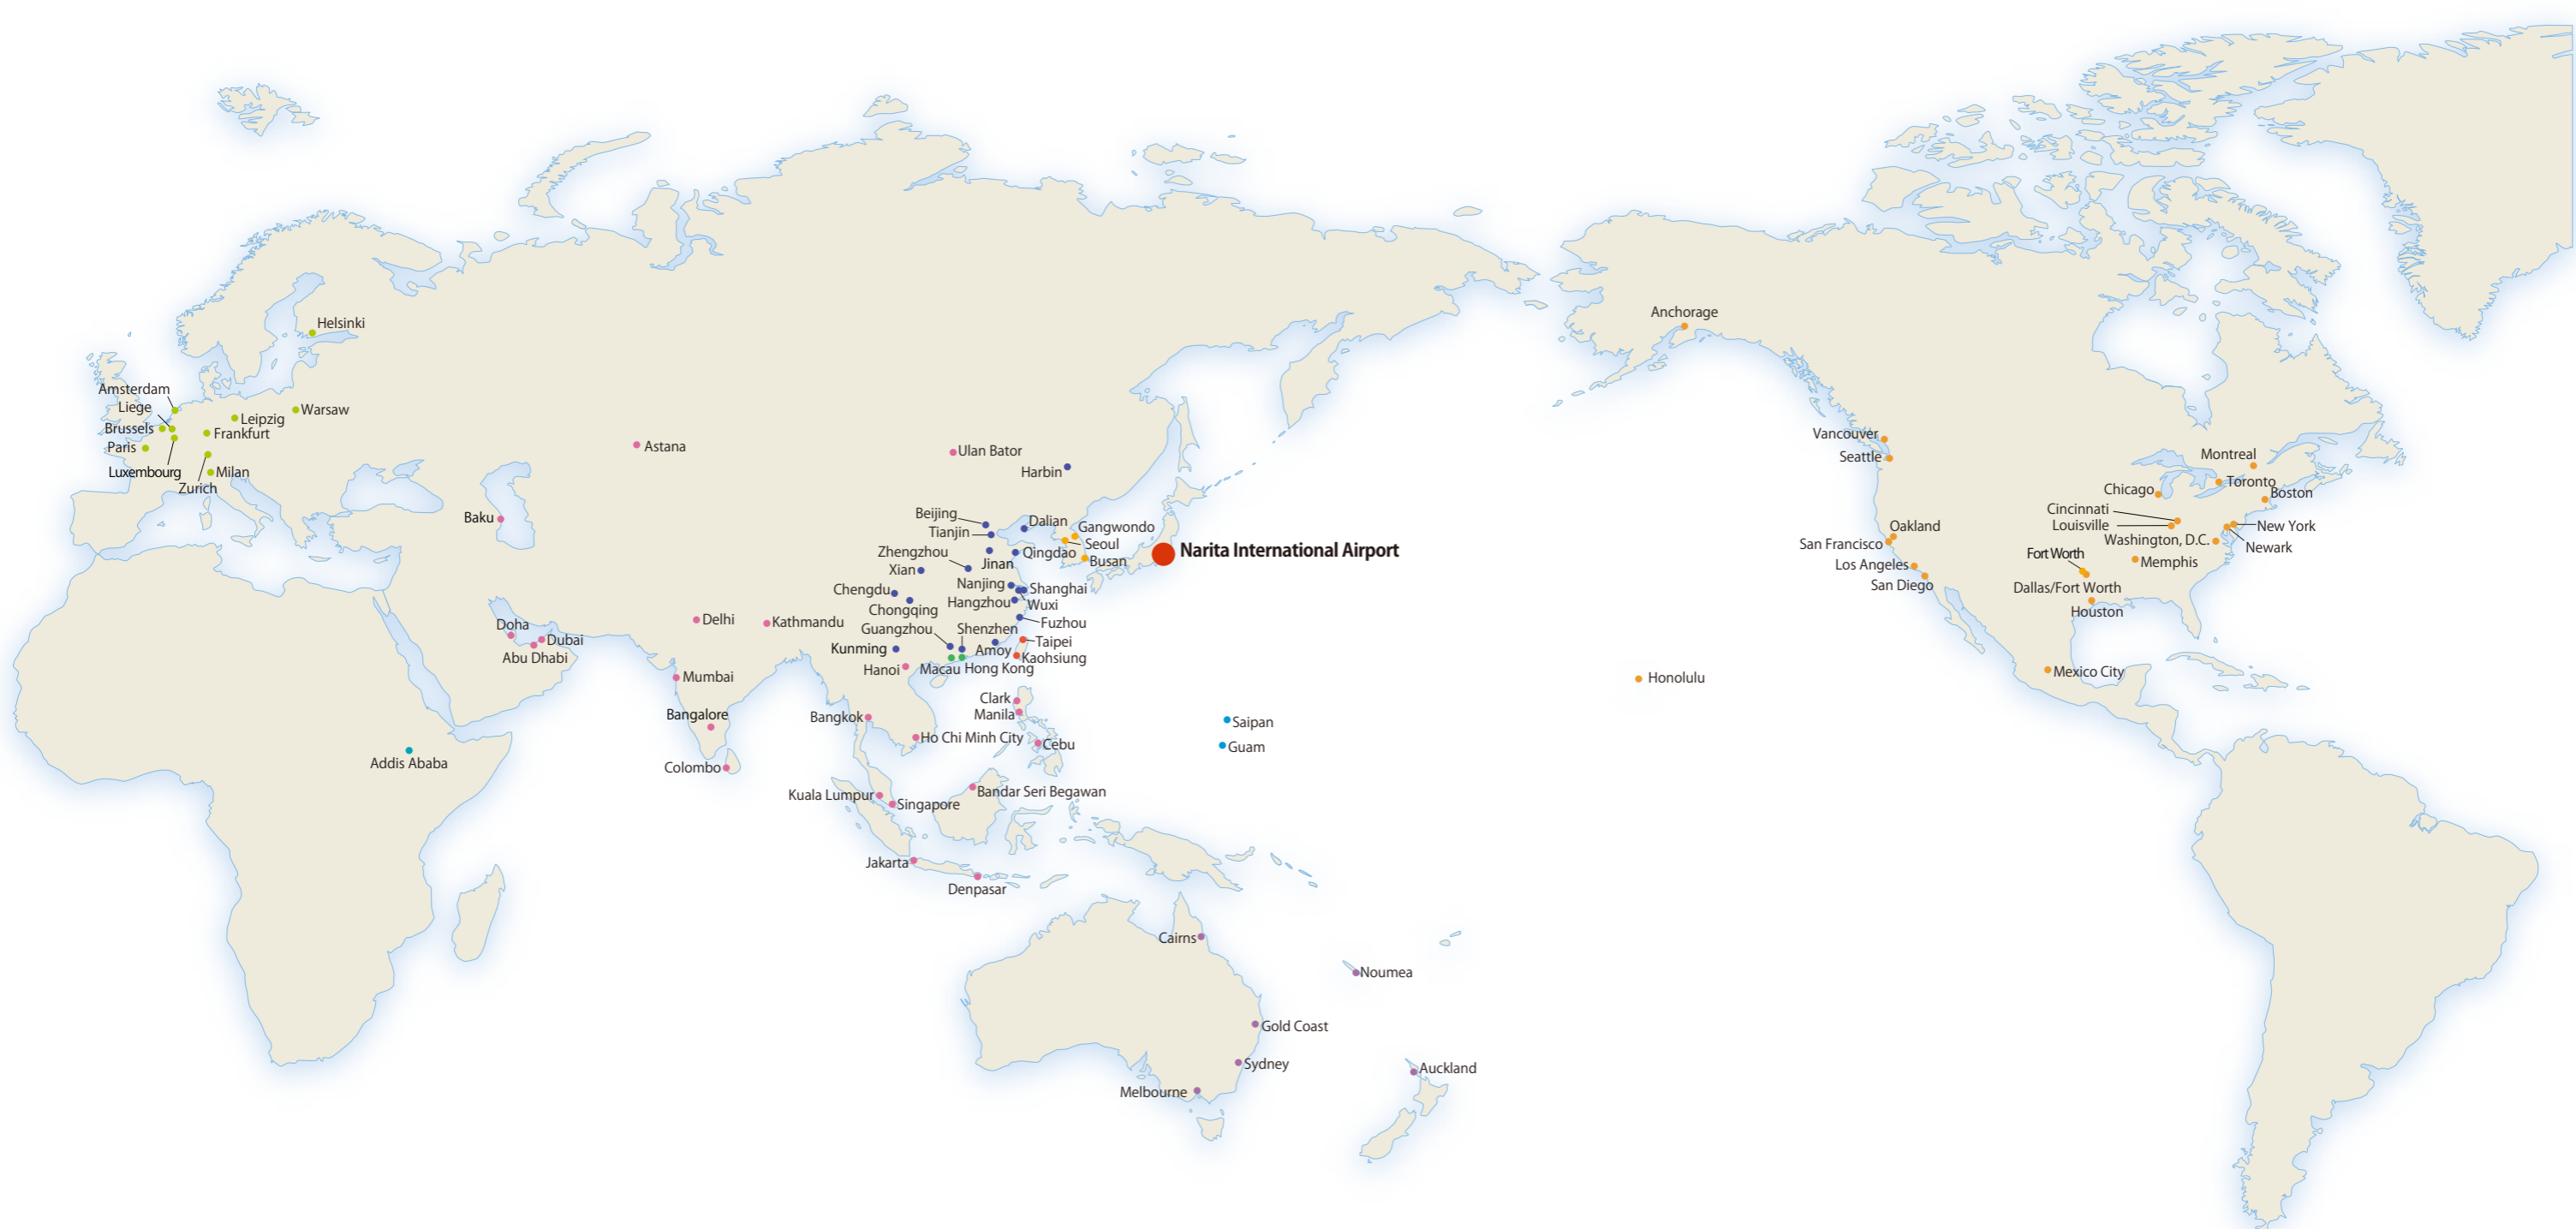 Helsinki
Amsterdam
Liege
Brussels
Paris
Luxembourg
Zurich
Milan
Frankfurt
Leipzig
Warsaw
Astana
Baku
Ulan Bator
Harbin
Beijing
Tianjin
Dalian
Gangwondo
Seoul
Busan
Narita International Airport
Zhengzhou
Jinan
Qingdao
Xian
Nanjing
Shanghai
Chengdu
Hangzhou
Wuxi
Chongqing
Fuzhou
Guangzhou
Shenzhen
Taipei
Kunming
Amoy
Kaohsiung
Hanoi
Macau
Hong Kong
Delhi
Kathmandu
Doha
Dubai
Abu Dhabi
Mumbai
Bangalore
Colombo
Addis Ababa
Bangkok
Ho Chi Minh City
Clark
Manila
Cebu
Kuala Lumpur
Singapore
Bandar Seri Begawan
Jakarta
Denpasar
Saipan
Guam
Cairns
Noumea
Gold Coast
Sydney
Melbourne
Auckland
Honolulu
Anchorage
Vancouver
Seattle
Oakland
San Francisco
Los Angeles
San Diego
Montreal
Toronto
Chicago
Boston
Cincinnati
Louisville
New York
Washington, D.C.
Newark
Fort Worth
Memphis
Dallas/Fort Worth
Houston
Mexico City